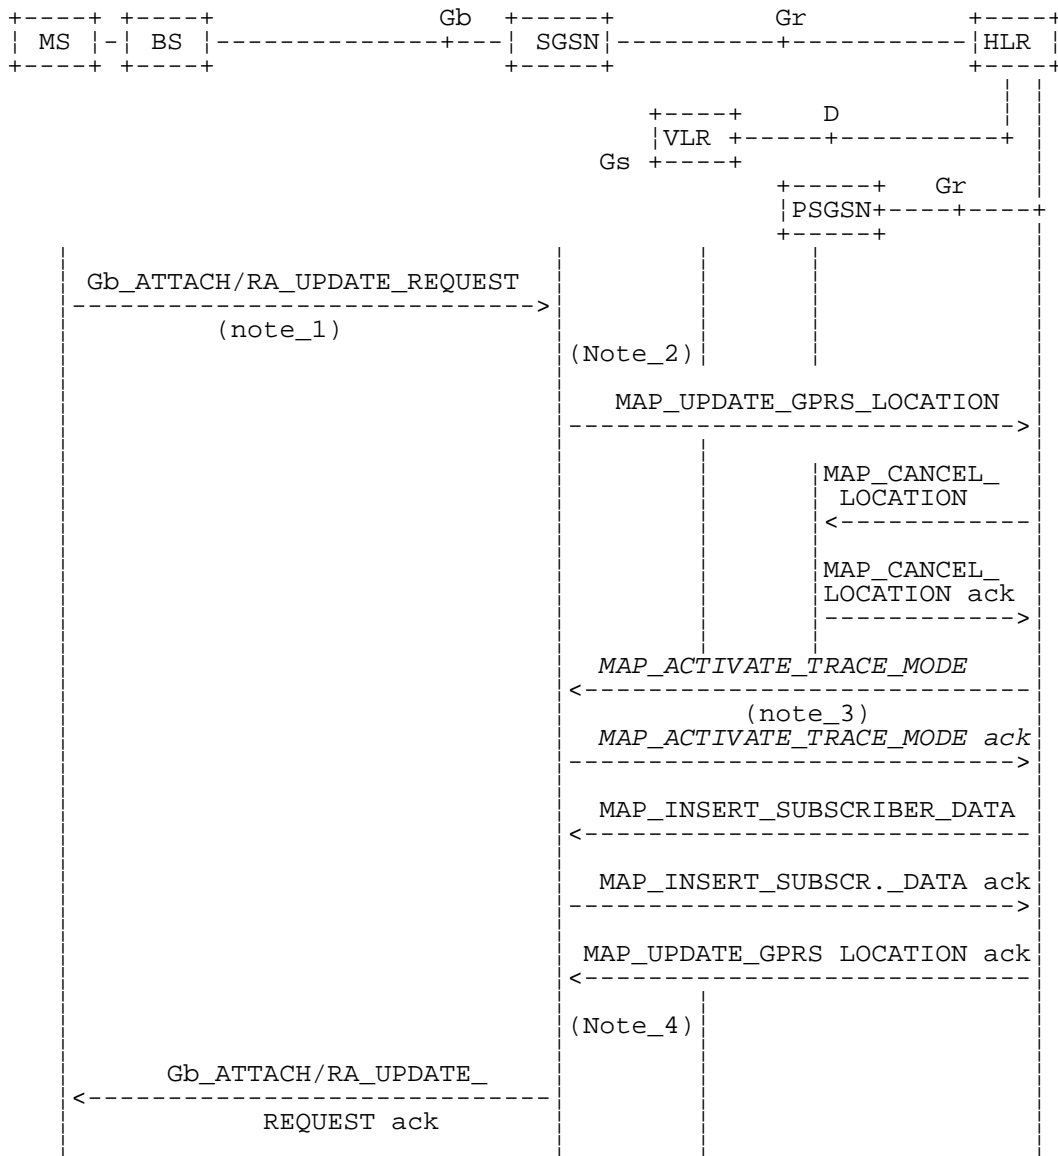 Gb Gr
MS BS SGSN HLR
D
VLR
Gs
Gr
PSGSN
Gb_ATTACH/RA_UPDATE_REQUEST
(note_1)
(Note_2)
MAP_UPDATE_GPRS_LOCATION
MAP_CANCEL_
LOCATION
MAP_CANCEL_
LOCATION ack
MAP_ACTIVATE_TRACE_MODE
(note_3)
MAP_ACTIVATE_TRACE_MODE ack
MAP_INSERT_SUBSCRIBER_DATA
MAP_INSERT_SUBSCR._DATA ack
MAP_UPDATE_GPRS LOCATION ack
(Note_4)
Gb_ATTACH/RA_UPDATE_
REQUEST ack